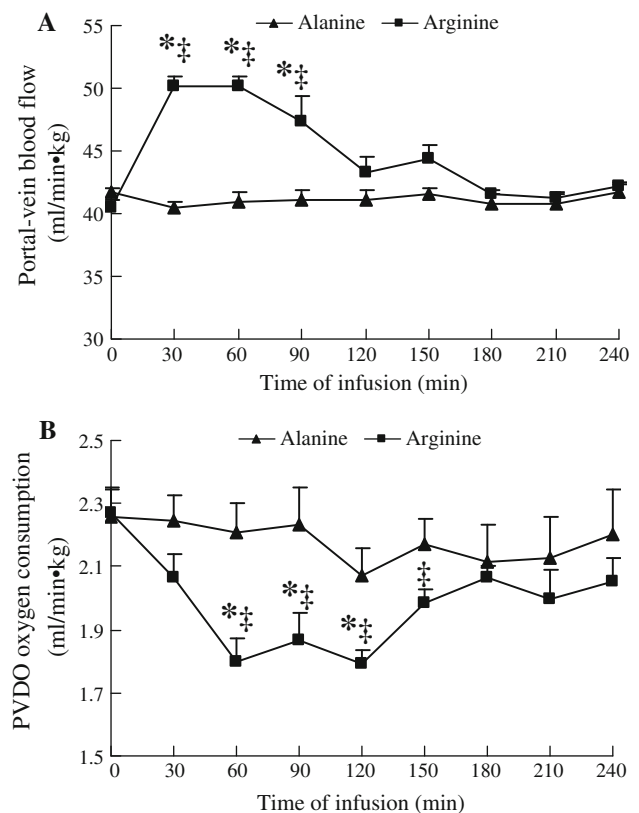 A
Alanine Arginine
55
50
45
40
35
30
*‡ *‡ *‡
Portal-vein blood flow
(ml/min•kg)
0 30 60 90 120 150 180 210 240
Time of infusion (min)
B
Alanine Arginine
2.5
2.3
2.1
1.9
1.7
1.5
*‡ *‡ *‡ ‡
PVDO oxygen consumption
(ml/min•kg)
0 30 60 90 120 150 180 210 240
Time of infusion (min)